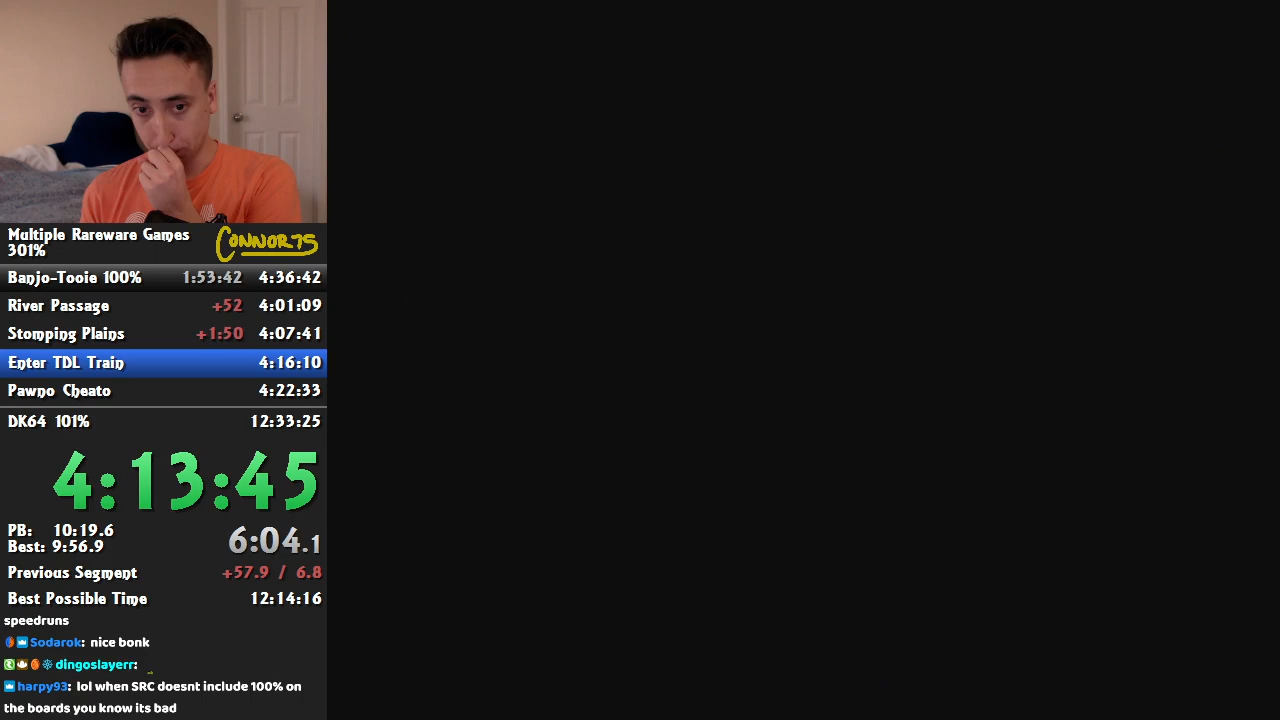 Multiple Rareware Games
301%
CONNOR75
Banjo-Tooie 100% 1:53:42 4:36:42
River Passage +52 4:01:09
Stomping Plains +1:50 4:07:41
Enter TDL Train 4:16:10
Pawno Cheato 4:22:33
DK64 101% 12:33:25
4:13:45
PB: 10:19.6
Best: 9:56.9
6:04.1
Previous Segment +57.9 / 6.8
Best Possible Time 12:14:16
speedruns
Sodarok: nice bonk
dingoslayerr:
harpy93: lol when SRC doesnt include 100% on
the boards you know its bad